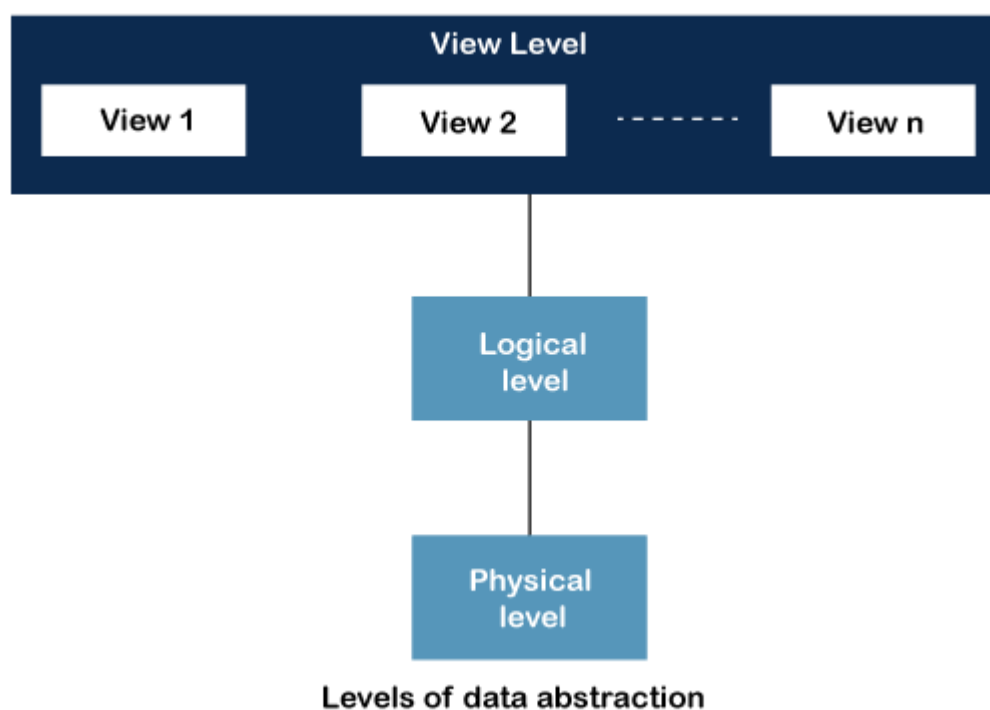 View Level
View 1
View 2
View n
Logical
level
Physical
level
Levels of data abstraction